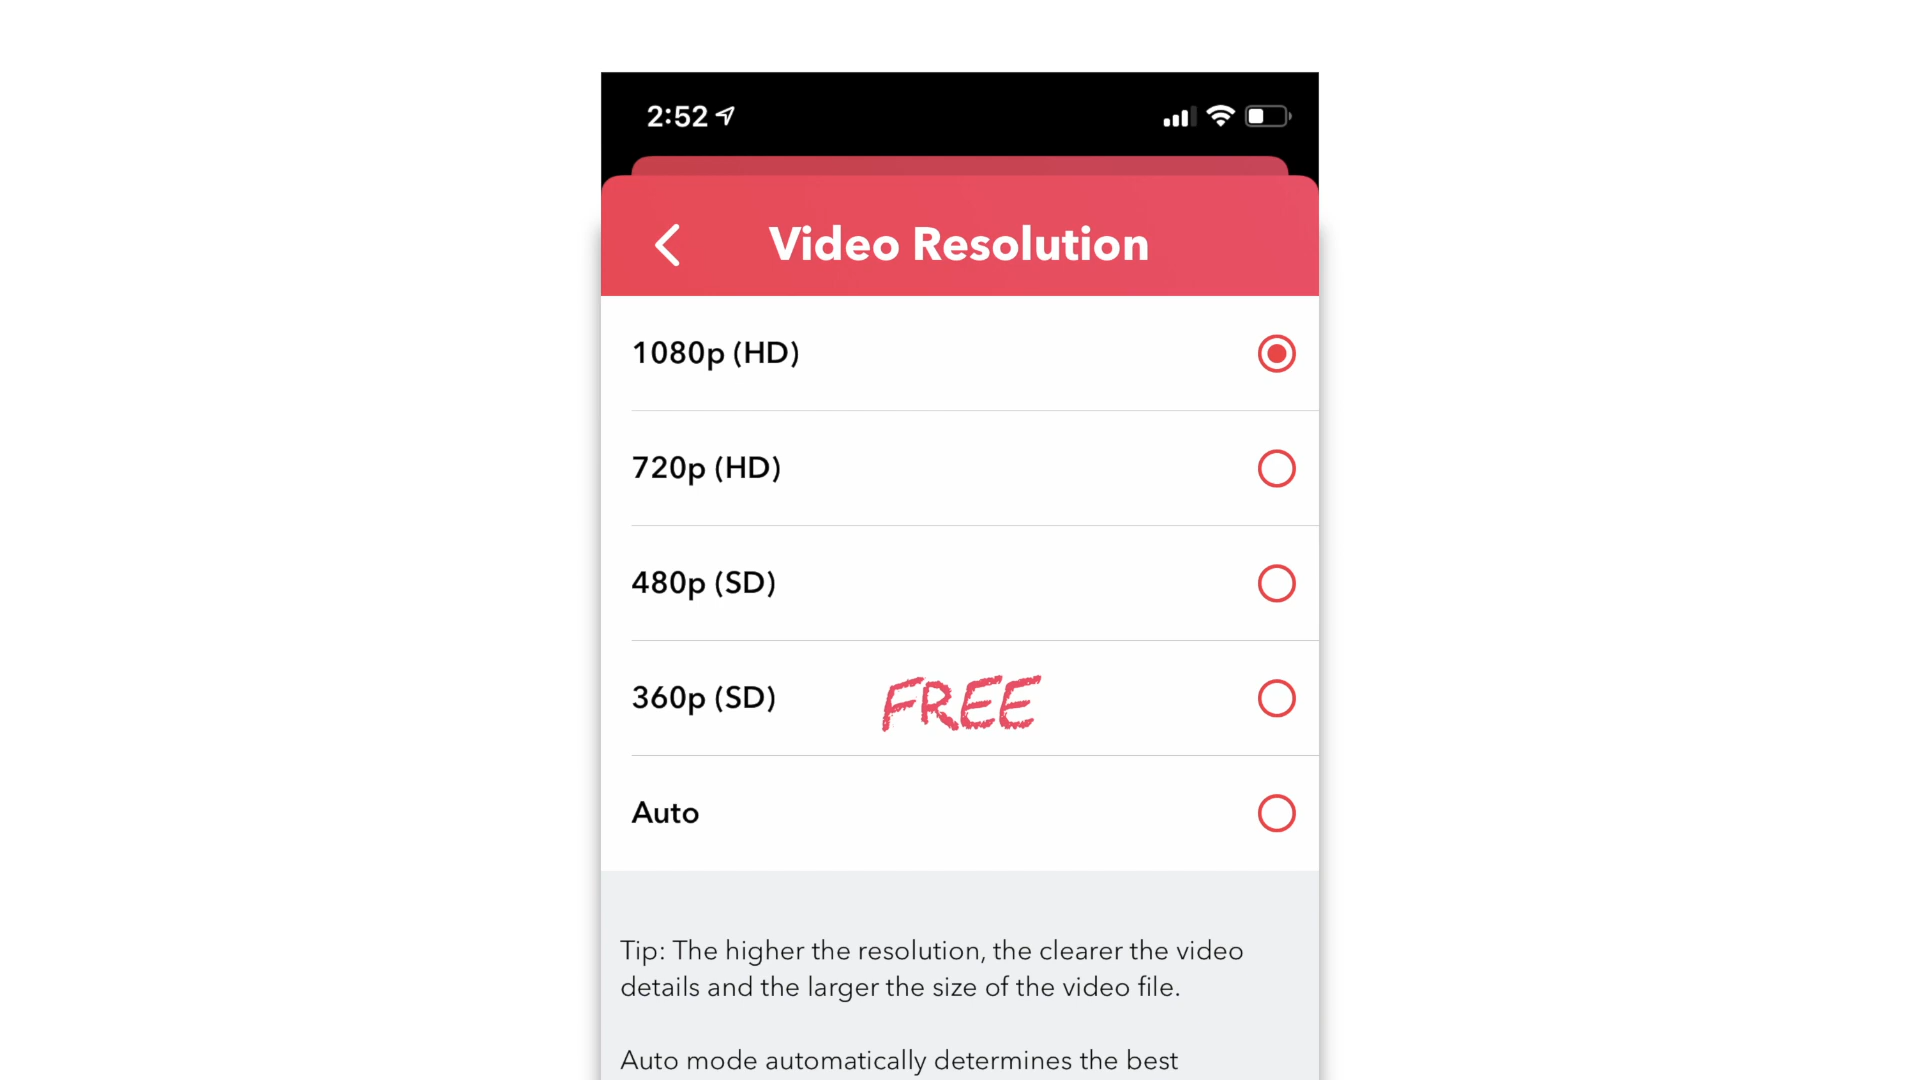 2:52
Video Resolution
1080p (HD)
720p (HD)
480p (SD)
360p (SD) FREE
Auto
Tip: The higher the resolution, the clearer the video
details and the larger the size of the video file.
Auto mode automatically determines the best